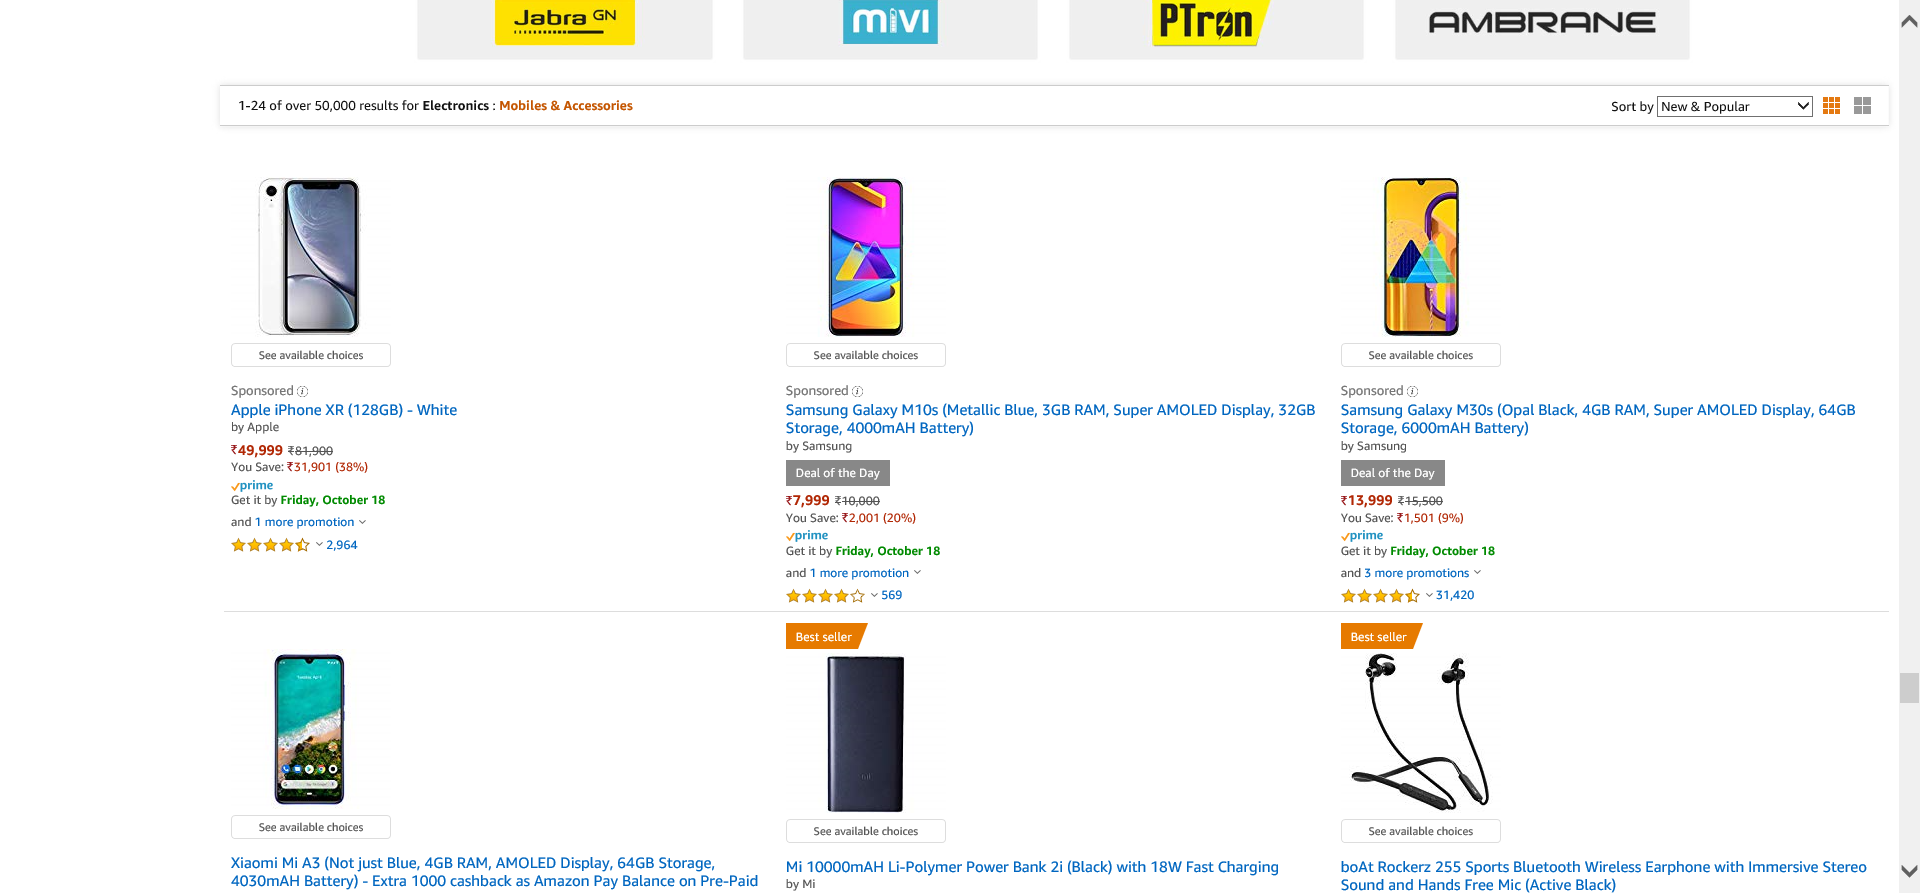 Jabra GN
mivi
PTron
AMBRANE
1-24 of over 50,000 results for Electronics : Mobiles & Accessories
Sort by New & Popular
See available choices
See available choices
See available choices
Sponsored
Apple iPhone XR (128GB) - White
by Apple
₹49,999 ₹81,900
You Save: ₹31,901 (38%)
prime
Get it by Friday, October 18
and 1 more promotion
2,964
Sponsored
Samsung Galaxy M10s (Metallic Blue, 3GB RAM, Super AMOLED Display, 32GB
Storage, 4000mAH Battery)
by Samsung
Deal of the Day
₹7,999 ₹10,000
You Save: ₹2,001 (20%)
prime
Get it by Friday, October 18
and 1 more promotion
569
Sponsored
Samsung Galaxy M30s (Opal Black, 4GB RAM, Super AMOLED Display, 64GB
Storage, 6000mAH Battery)
by Samsung
Deal of the Day
₹13,999 ₹15,500
You Save: ₹1,501 (9%)
prime
Get it by Friday, October 18
and 3 more promotions
31,420
See available choices
Xiaomi Mi A3 (Not just Blue, 4GB RAM, AMOLED Display, 64GB Storage,
4030mAH Battery) - Extra 1000 cashback as Amazon Pay Balance on Pre-Paid
Best seller
See available choices
Mi 10000mAH Li-Polymer Power Bank 2i (Black) with 18W Fast Charging
by Mi
Best seller
See available choices
boAt Rockerz 255 Sports Bluetooth Wireless Earphone with Immersive Stereo
Sound and Hands Free Mic (Active Black)